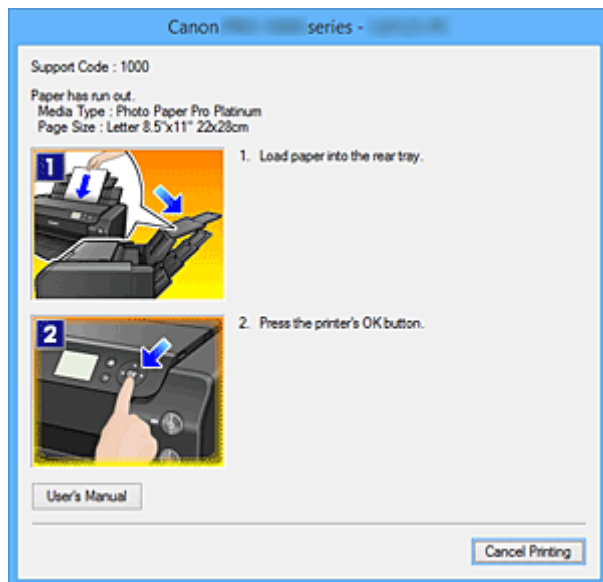 Canon series -
Support Code : 1000
Paper has run out.
Media Type : Photo Paper Pro Platinum
Page Size : Letter 8.5"x11" 22x28cm
1
1. Load paper into the rear tray.
2
2. Press the printer's OK button.
User's Manual
Cancel Printing